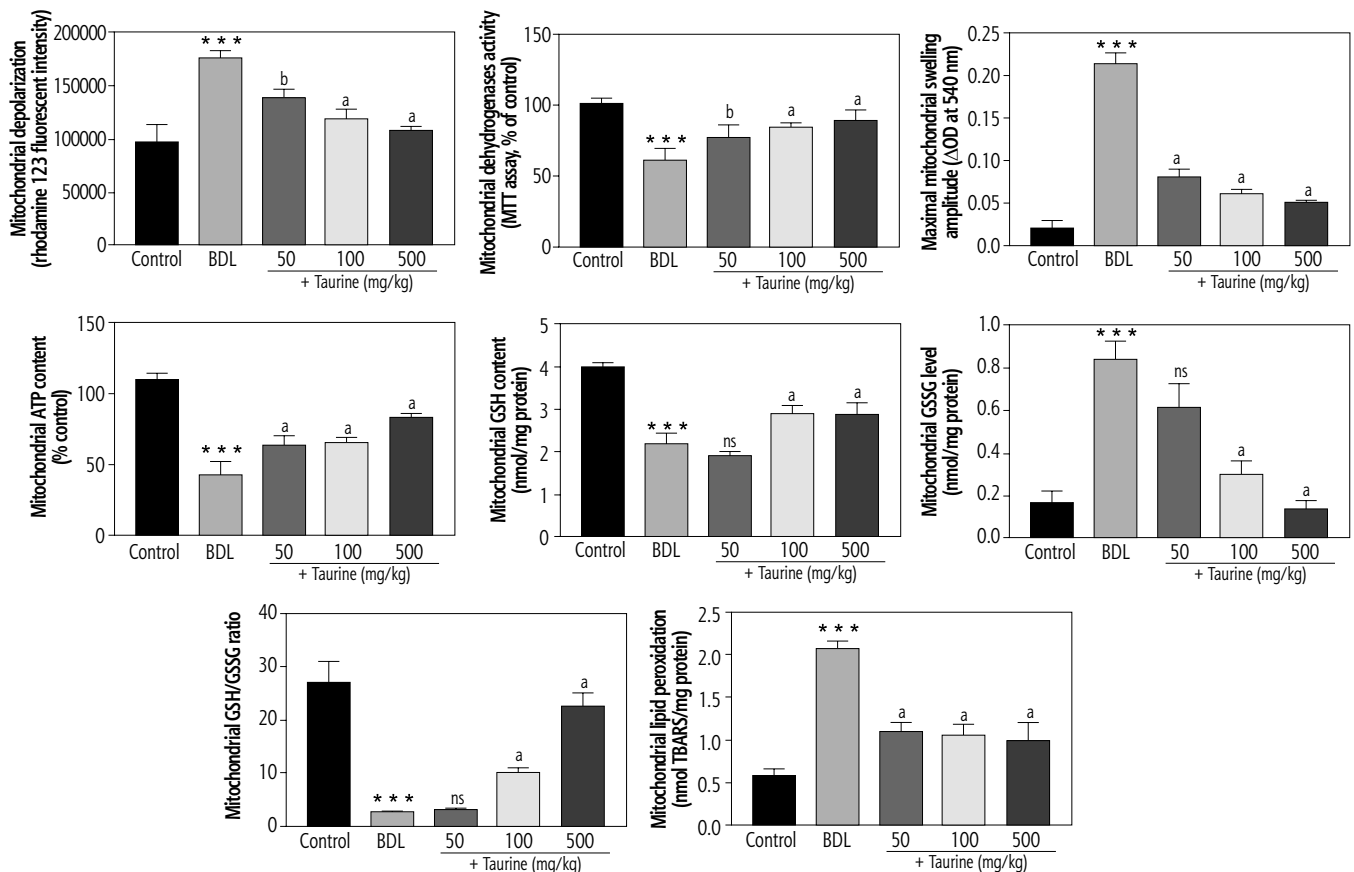 Mitochondrial depolarization
(rhodamine 123 fluorescent intensity)
200000
150000
100000
50000
0
***
b
a
a
Control BDL 50 100 500
+ Taurine (mg/kg)
Mitochondrial dehydrogenases activity
(MTT assay, % of control)
150
100
50
0
***
b
a
a
Control BDL 50 100 500
+ Taurine (mg/kg)
Maximal mitochondrial swelling
amplitude (ΔOD at 540 nm)
0.25
0.20
0.15
0.10
0.05
0.0
***
a
a
a
Control BDL 50 100 500
+ Taurine (mg/kg)
Mitochondrial ATP content
(% control)
150
100
50
0
***
a
a
a
Control BDL 50 100 500
+ Taurine (mg/kg)
Mitochondrial GSH content
(nmol/mg protein)
5
4
3
2
1
0
***
ns
a
a
Control BDL 50 100 500
+ Taurine (mg/kg)
Mitochondrial GSSG level
(nmol/mg protein)
1.0
0.8
0.6
0.4
0.2
0.0
***
ns
a
a
Control BDL 50 100 500
+ Taurine (mg/kg)
Mitochondrial GSH/GSSG ratio
40
30
20
10
0
***
ns
a
a
Control BDL 50 100 500
+ Taurine (mg/kg)
Mitochondrial lipid peroxidation
(nmol TBARS/mg protein)
2.5
2.0
1.5
1.0
0.5
0.0
***
a
a
a
Control BDL 50 100 500
+ Taurine (mg/kg)